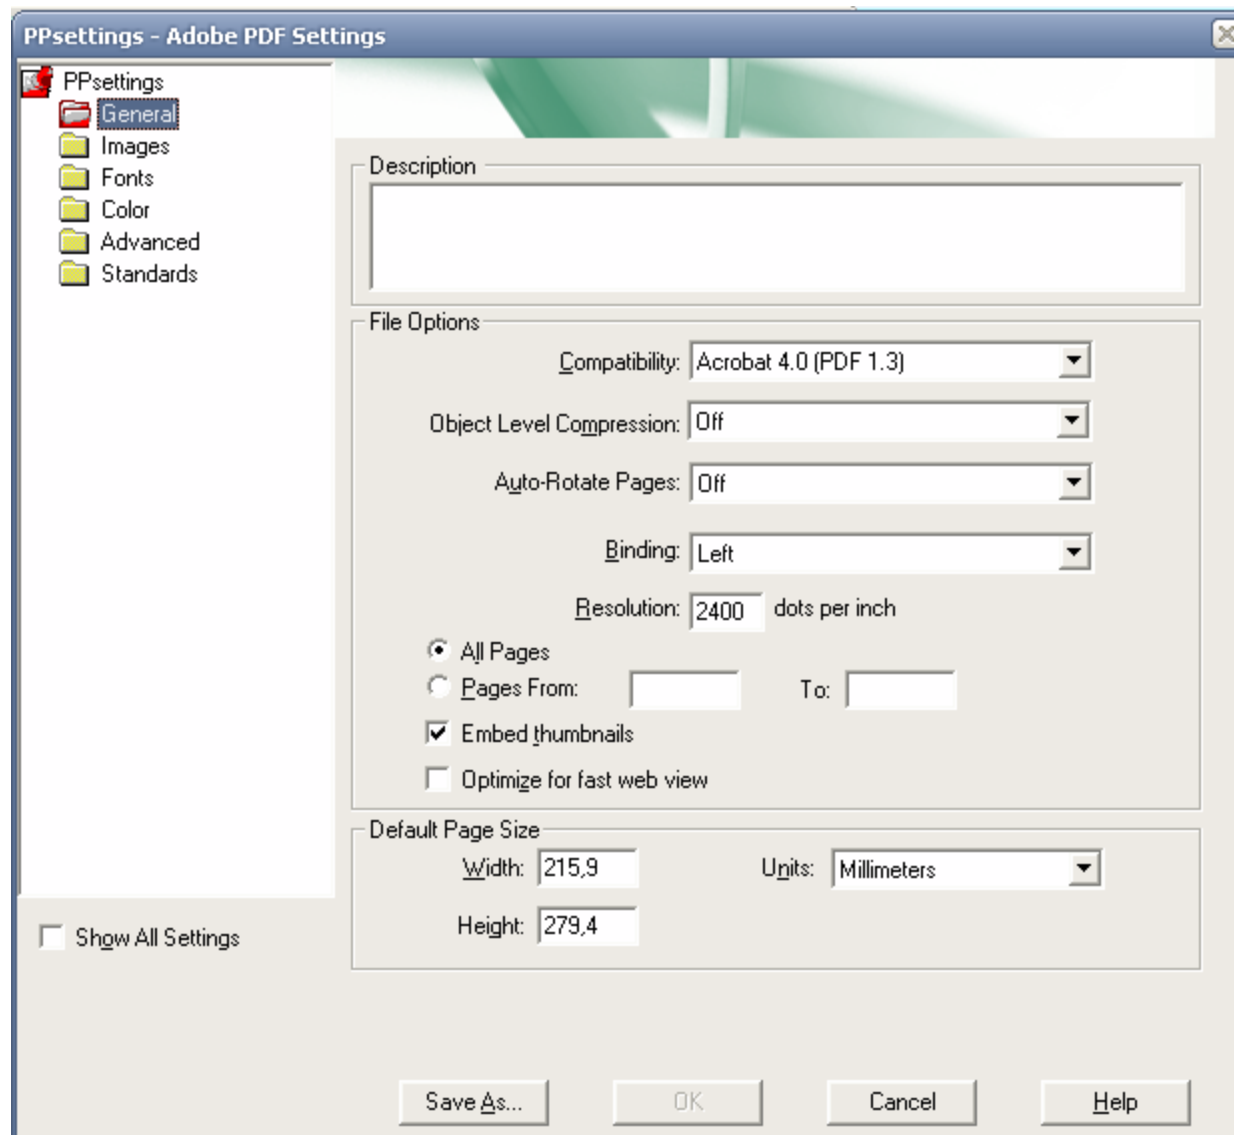 PPsettings - Adobe PDF Settings
PPsettings
General
Images
Fonts
Color
Advanced
Standards
Show All Settings
Description
File Options
Compatibility: Acrobat 4.0 (PDF 1.3)
Object Level Compression: Off
Auto-Rotate Pages: Off
Binding: Left
Resolution: 2400 dots per inch
All Pages
Pages From: To:
Embed thumbnails
Optimize for fast web view
Default Page Size
Width: 215,9 Units: Millimeters
Height: 279,4
Save As... OK Cancel Help